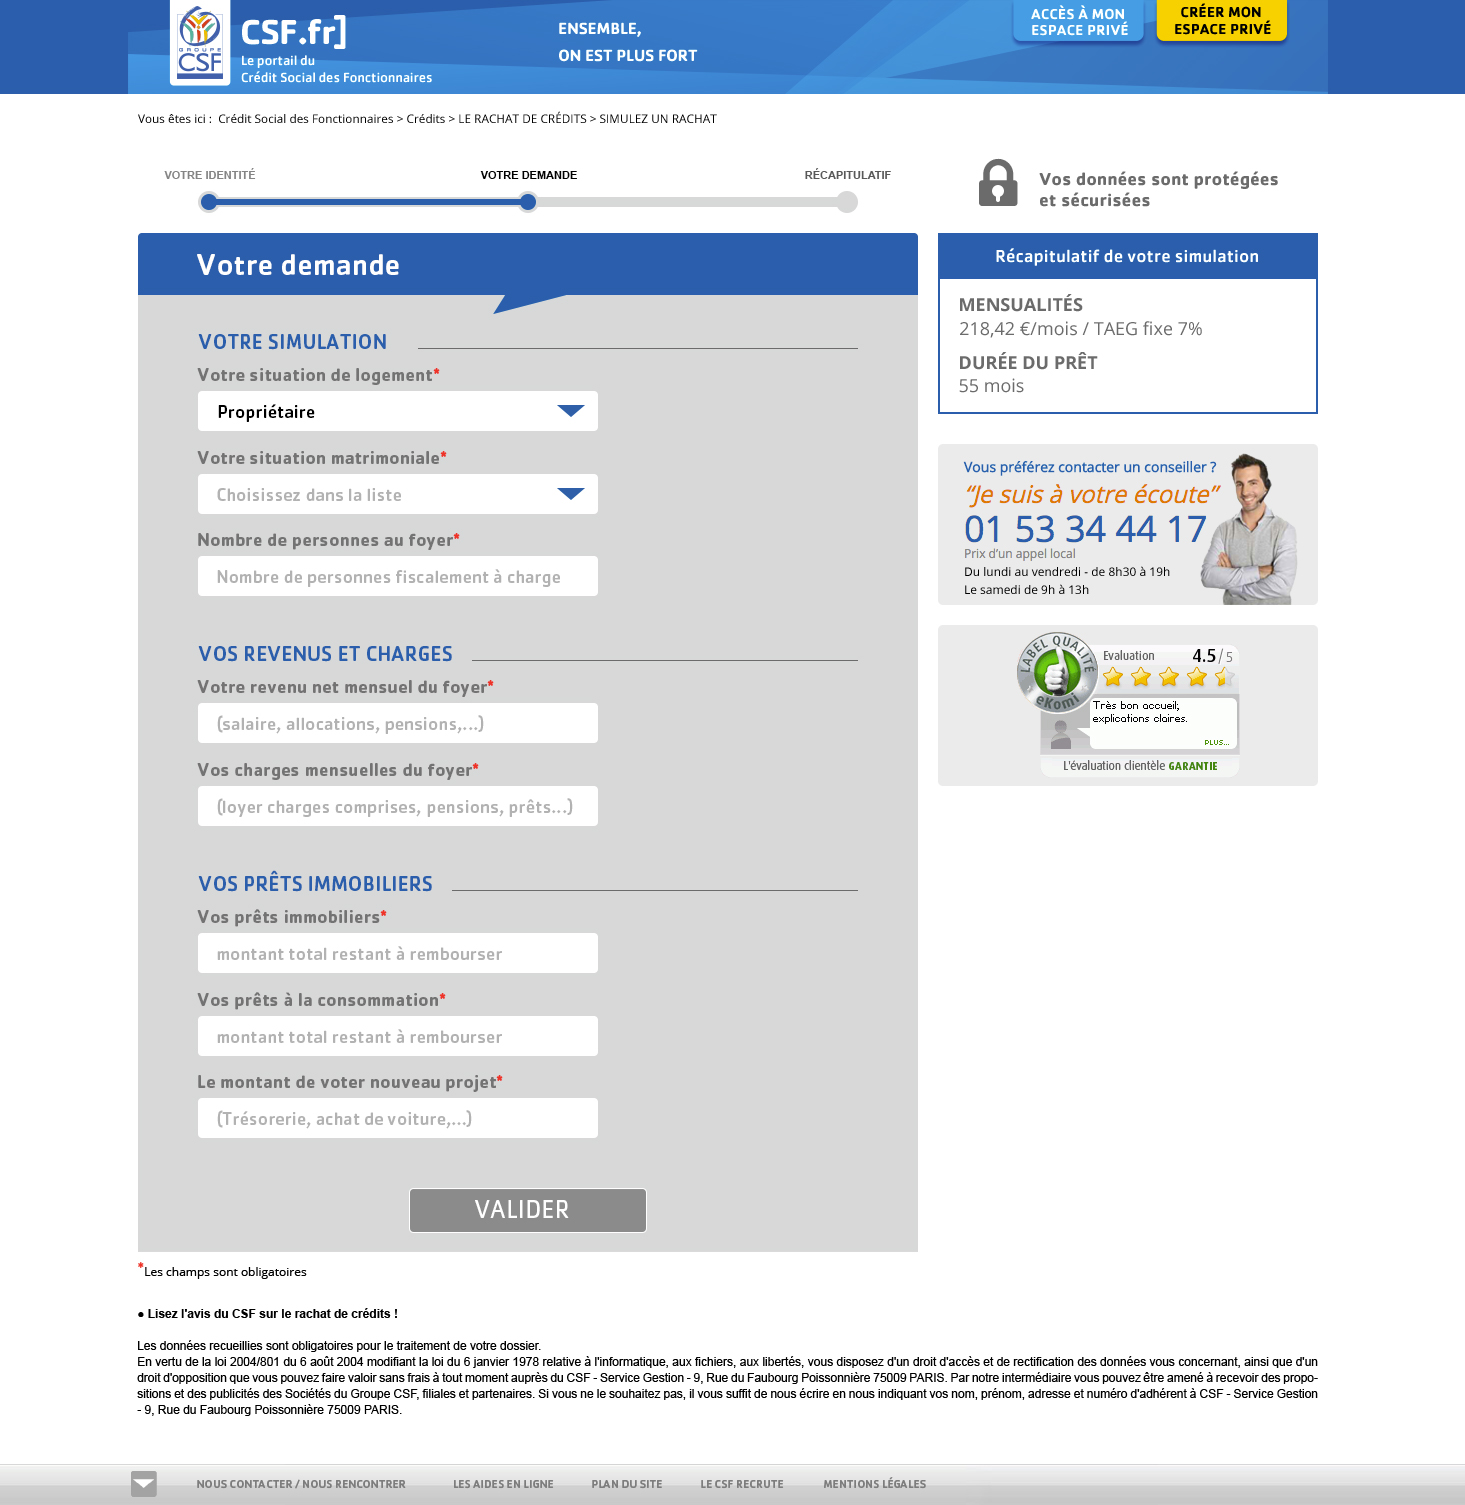 GROUPE
CSF
CSF.fr]
Le portail du
Crédit Social des Fonctionnaires
ENSEMBLE,
ON EST PLUS FORT
ACCÈS À MON
ESPACE PRIVÉ
CRÉER MON
ESPACE PRIVÉ
Vous êtes ici : Crédit Social des Fonctionnaires > Crédits > LE RACHAT DE CRÉDITS > SIMULEZ UN RACHAT
VOTRE IDENTITÉ
VOTRE DEMANDE
RÉCAPITULATIF
Vos données sont protégées
et sécurisées
Votre demande
VOTRE SIMULATION
Votre situation de logement*
Propriétaire
Votre situation matrimoniale*
Choisissez dans la liste
Nombre de personnes au foyer*
Nombre de personnes fiscalement à charge
VOS REVENUS ET CHARGES
Votre revenu net mensuel du foyer*
(salaire, allocations, pensions,...)
Vos charges mensuelles du foyer*
(loyer charges comprises, pensions, prêts...)
VOS PRÊTS IMMOBILIERS
Vos prêts immobiliers*
montant total restant à rembourser
Vos prêts à la consommation*
montant total restant à rembourser
Le montant de voter nouveau projet*
(Trésorerie, achat de voiture,...)
VALIDER
Récapitulatif de votre simulation
MENSUALITÉS
218,42 €/mois / TAEG fixe 7%
DURÉE DU PRÊT
55 mois
Vous préférez contacter un conseiller ?
“Je suis à votre écoute”
01 53 34 44 17
Prix d’un appel local
Du lundi au vendredi - de 8h30 à 19h
Le samedi de 9h à 13h
LABEL QUALITÉ
eKomi
Evaluation 4.5 / 5
Très bon accueil;
explications claires.
PLUS...
L'évaluation clientèle GARANTIE
*Les champs sont obligatoires
● Lisez l'avis du CSF sur le rachat de crédits !
Les données recueillies sont obligatoires pour le traitement de votre dossier.
En vertu de la loi 2004/801 du 6 août 2004 modifiant la loi du 6 janvier 1978 relative à l'informatique, aux fichiers, aux libertés, vous disposez d'un droit d'accès et de rectification des données vous concernant, ainsi que d'un
droit d'opposition que vous pouvez faire valoir sans frais à tout moment auprès du CSF - Service Gestion - 9, Rue du Faubourg Poissonnière 75009 PARIS. Par notre intermédiaire vous pouvez être amené à recevoir des propo-
sitions et des publicités des Sociétés du Groupe CSF, filiales et partenaires. Si vous ne le souhaitez pas, il vous suffit de nous écrire en nous indiquant vos nom, prénom, adresse et numéro d'adhérent à CSF - Service Gestion
- 9, Rue du Faubourg Poissonnière 75009 PARIS.
NOUS CONTACTER / NOUS RENCONTRER
LES AIDES EN LIGNE
PLAN DU SITE
LE CSF RECRUTE
MENTIONS LÉGALES